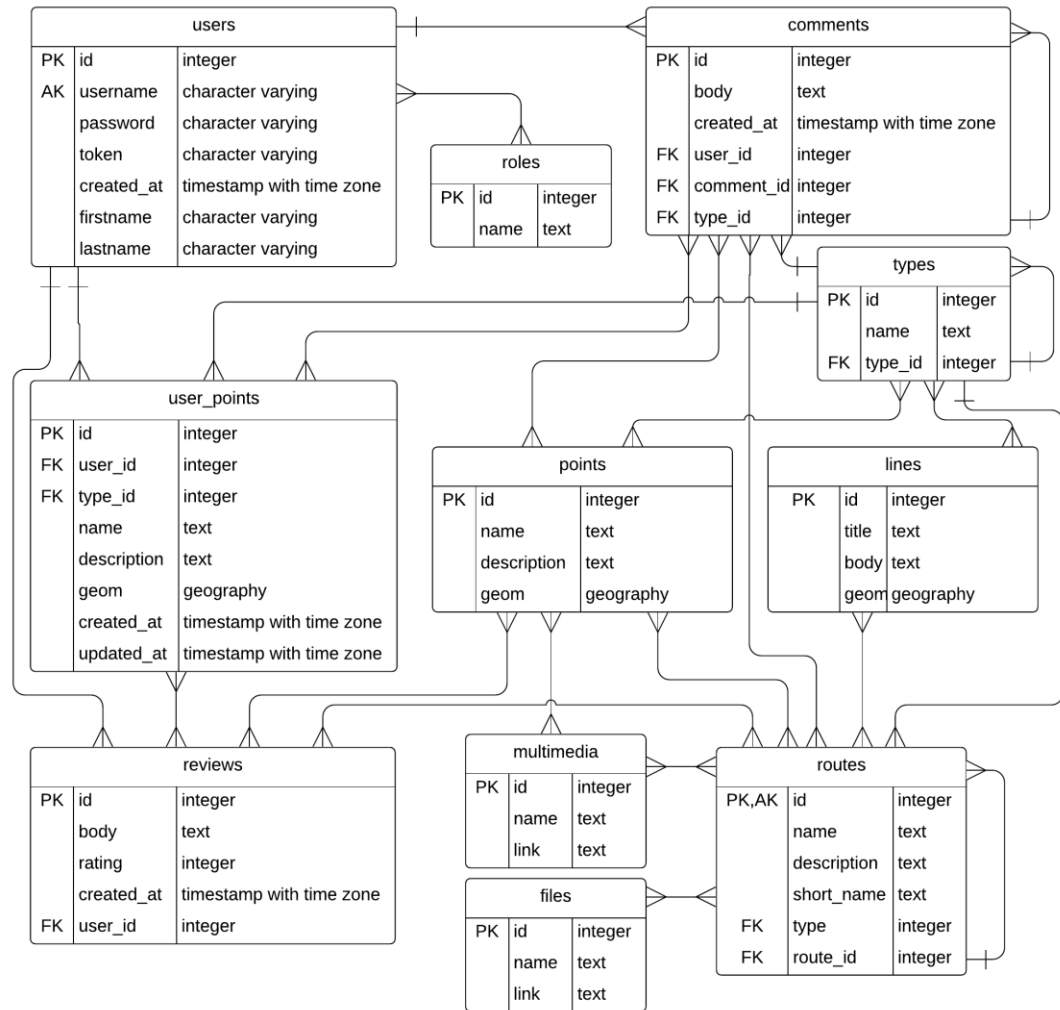 users
PK id integer
AK username character varying
password character varying
token character varying
created_at timestamp with time zone
firstname character varying
lastname character varying
comments
PK id integer
body text
created_at timestamp with time zone
FK user_id integer
FK comment_id integer
FK type_id integer
roles
PK id integer
name text
types
PK id integer
name text
FK type_id integer
user_points
PK id integer
FK user_id integer
FK type_id integer
name text
description text
geom geography
created_at timestamp with time zone
updated_at timestamp with time zone
points
PK id integer
name text
description text
geom geography
lines
PK id integer
title text
body text
geom geography
reviews
PK id integer
body text
rating integer
created_at timestamp with time zone
FK user_id integer
multimedia
PK id integer
name text
link text
files
PK id integer
name text
link text
routes
PK,AK id integer
name text
description text
short_name text
FK type integer
FK route_id integer